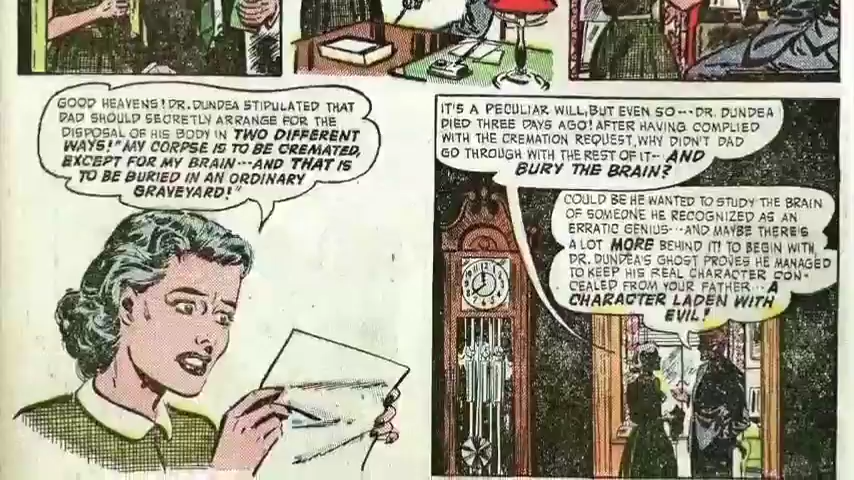 GOOD HEAVENS! DR. DUNDEA STIPULATED THAT
DAD SHOULD SECRETLY ARRANGE FOR THE
DISPOSAL OF HIS BODY IN TWO DIFFERENT
WAYS! "MY CORPSE IS TO BE CREMATED,
EXCEPT FOR MY BRAIN---AND THAT IS
TO BE BURIED IN AN ORDINARY
GRAVEYARD!"
IT'S A PECULIAR WILL, BUT EVEN SO---DR. DUNDEA
DIED THREE DAYS AGO! AFTER HAVING COMPLIED
WITH THE CREMATION REQUEST, WHY DIDN'T DAD
GO THROUGH WITH THE REST OF IT--AND
BURY THE BRAIN?
COULD BE HE WANTED TO STUDY THE BRAIN
OF SOMEONE HE RECOGNIZED AS AN
ERRATIC GENIUS---AND MAYBE THERE'S
A LOT MORE BEHIND IT! TO BEGIN WITH,
DR. DUNDEA'S GHOST PROVES HE MANAGED
TO KEEP HIS REAL CHARACTER CON-
CEALED FROM YOUR FATHER---A
CHARACTER LADEN WITH
EVIL!